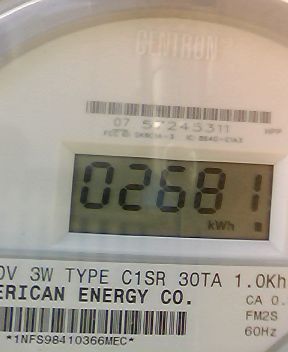 CENTRON
07 57245311 HPP
02681
kWh
0V 3W TYPE C1SR 30TA 1.0Kh
ERICAN ENERGY CO.
CA 0.
FM2S
60Hz
*1NFS98410366MEC*